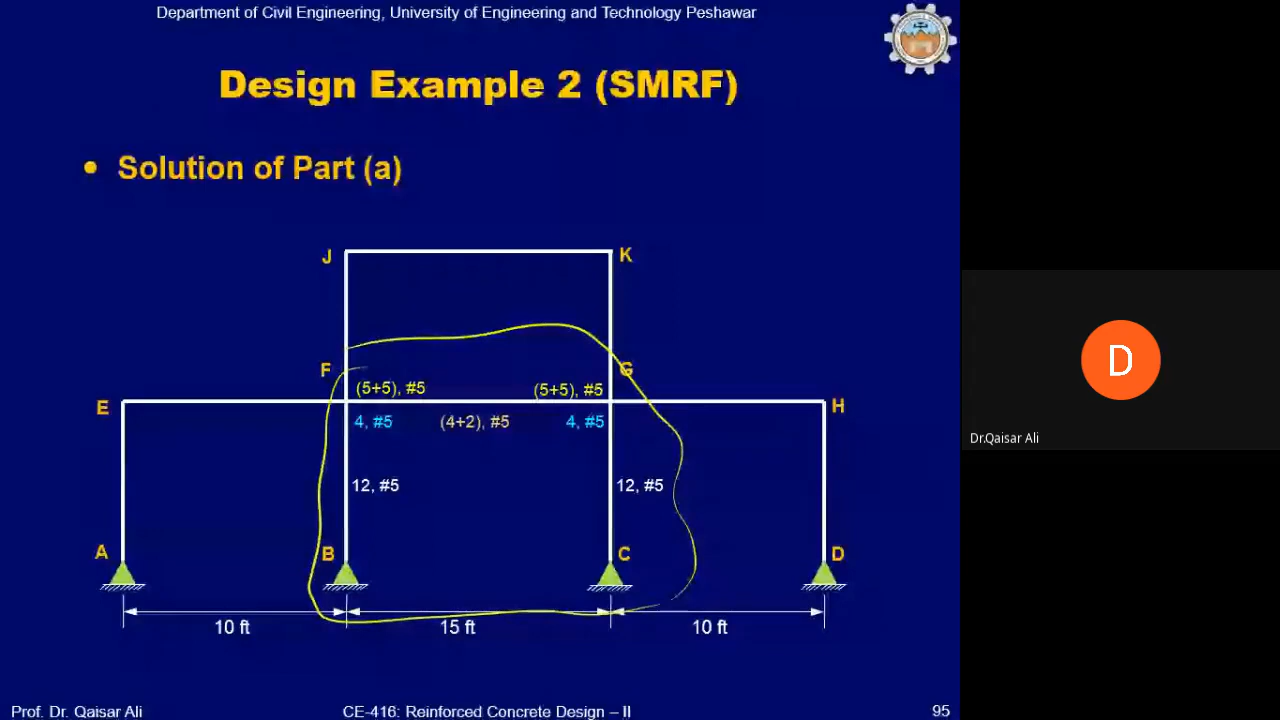 Department of Civil Engineering, University of Engineering and Technology Peshawar
Design Example 2 (SMRF)
• Solution of Part (a)
J K
F G
(5+5), #5 (5+5), #5
E H
4, #5 (4+2), #5 4, #5
12, #5 12, #5
A B C D
10 ft 15 ft 10 ft
D
Dr.Qaisar Ali
Prof. Dr. Qaisar Ali CE-416: Reinforced Concrete Design – II 95